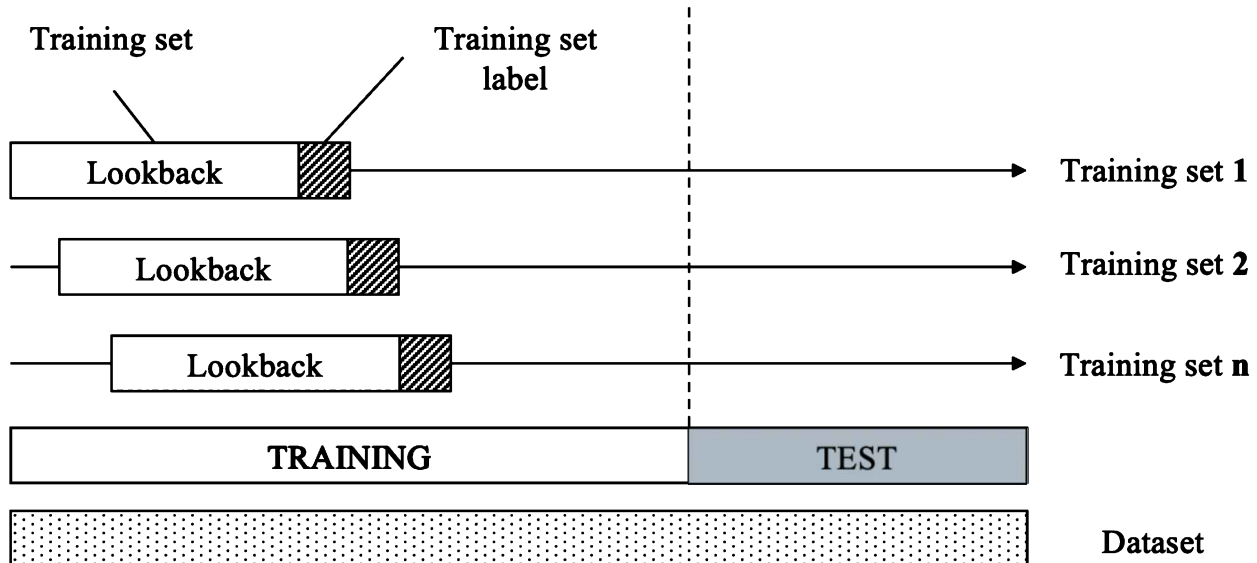 Training set
Training set
label
Lookback
Training set 1
Lookback
Training set 2
Lookback
Training set n
TRAINING
TEST
Dataset